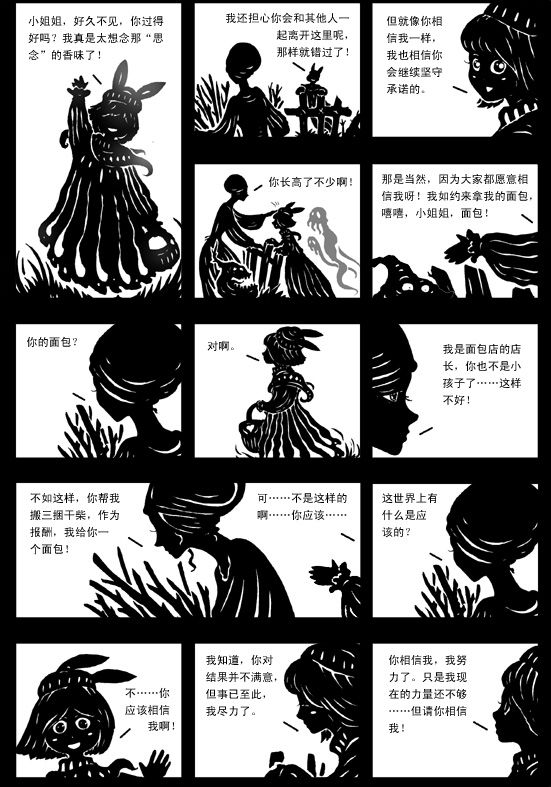 小姐姐，好久不见，你过得
好吗？我真是太想念那“思
念”的香味了！
我还担心你会和其他人一
起离开这里呢，
那样就错过了！
但就像你相
信我一样，
我也相信你
会继续坚守
承诺的。
你长高了不少啊！
那是当然，因为大家都愿意相
信我呀！我如约来拿我的面包，
嘻嘻，小姐姐，面包！
你的面包？
对啊。
我是面包店的店
长，你也不是小
孩子了……这样
不好！
不如这样，你帮我
搬三捆干柴，作为
报酬，我给你一
个面包！
可……不是这样的
啊……你应该……
这世界上有
什么是应
该的？
不……你
应该相信
我啊！
我知道，你对
结果并不满意，
但事已至此，
我尽力了。
你相信我，我努
力了。只是我现
在的力量还不够
……但请你相信
我！